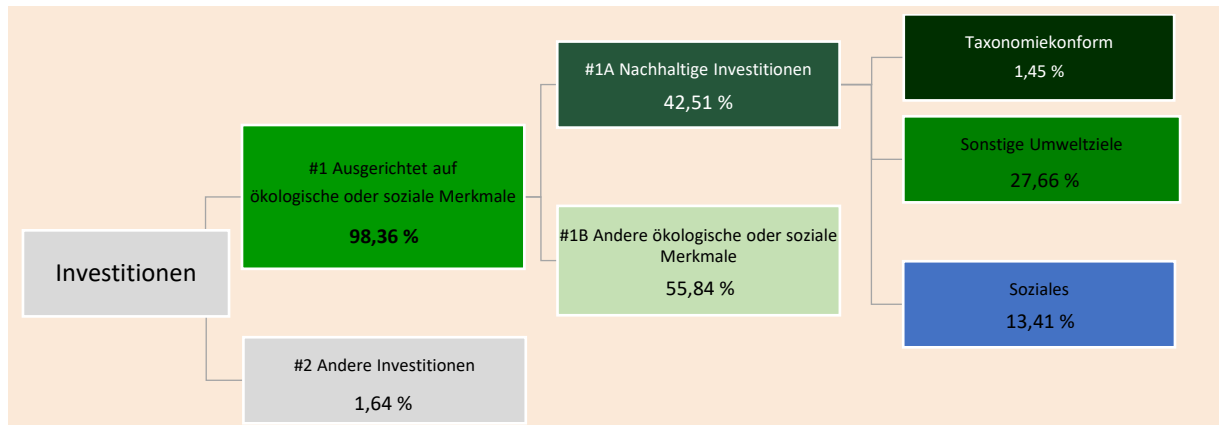 Investitionen
#1 Ausgerichtet auf
ökologische oder soziale Merkmale
98,36 %
#2 Andere Investitionen
1,64 %
#1A Nachhaltige Investitionen
42,51 %
#1B Andere ökologische oder soziale
Merkmale
55,84 %
Taxonomiekonform
1,45 %
Sonstige Umweltziele
27,66 %
Soziales
13,41 %